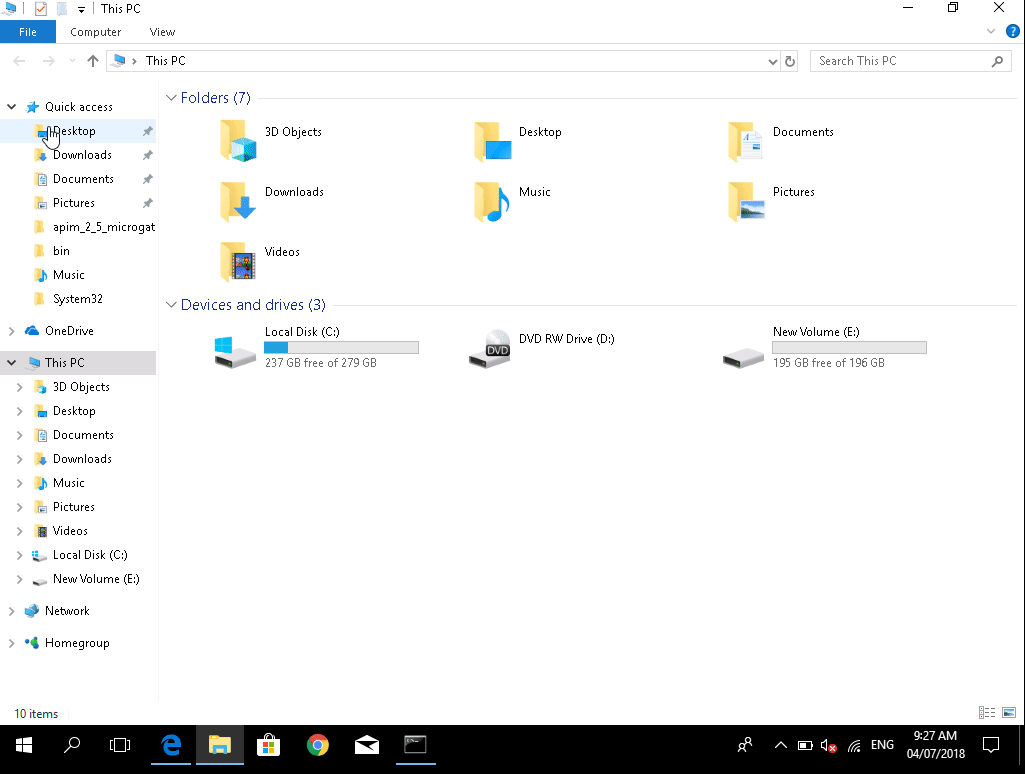 This PC
File Computer View
This PC
Search This PC
Quick access
Desktop
Downloads
Documents
Pictures
apim_2_5_microgat
bin
Music
System32
OneDrive
This PC
3D Objects
Desktop
Documents
Downloads
Music
Pictures
Videos
Local Disk (C:)
New Volume (E:)
Network
Homegroup
Folders (7)
3D Objects
Desktop
Documents
Downloads
Music
Pictures
Videos
Devices and drives (3)
Local Disk (C:)
237 GB free of 279 GB
DVD
DVD RW Drive (D:)
New Volume (E:)
195 GB free of 196 GB
10 items
ENG
9:27 AM
04/07/2018